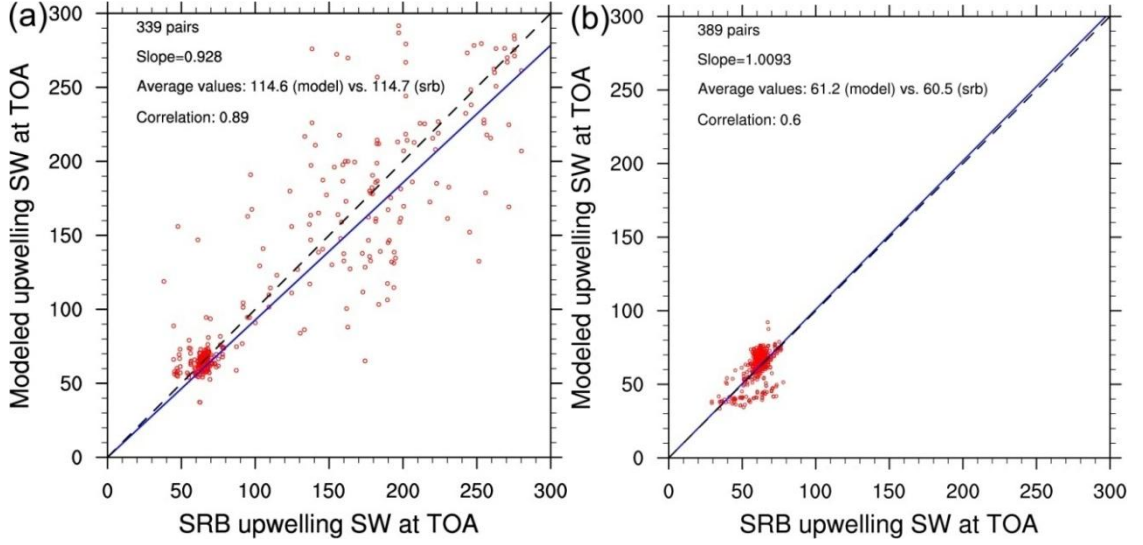 (a)
339 pairs
Slope=0.928
Average values: 114.6 (model) vs. 114.7 (srb)
Correlation: 0.89
Modeled upwelling SW at TOA
300
250
200
150
100
50
0
0 50 100 150 200 250 300
SRB upwelling SW at TOA
(b)
389 pairs
Slope=1.0093
Average values: 61.2 (model) vs. 60.5 (srb)
Correlation: 0.6
Modeled upwelling SW at TOA
300
250
200
150
100
50
0
0 50 100 150 200 250 300
SRB upwelling SW at TOA